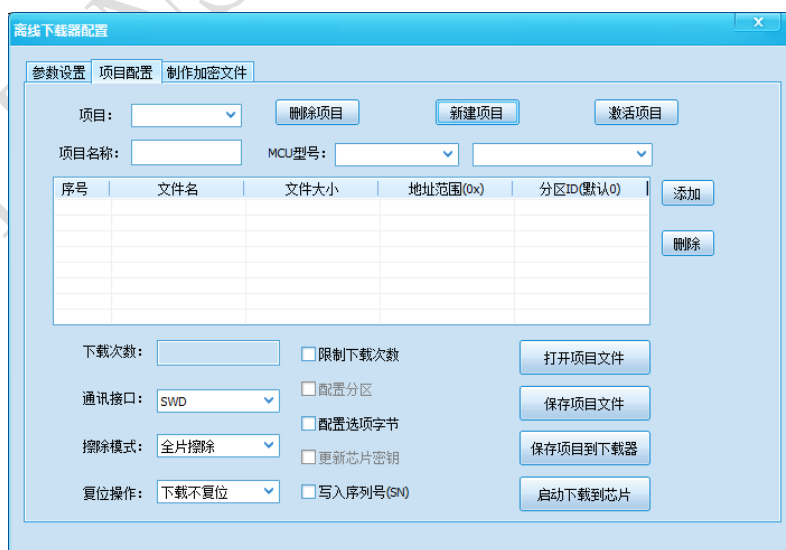 离线下载器配置
参数设置 项目配置 制作加密文件
项目: 删除项目 新建项目 激活项目
项目名称: MCU型号:
序号 文件名 文件大小 地址范围(0x) 分区ID(默认0) 添加
删除
下载次数: 限制下载次数 打开项目文件
配置分区
通讯接口: SWD 保存项目文件
配置选项字节
擦除模式: 全片擦除 保存项目到下载器
更新芯片密钥
复位操作: 下载不复位 写入序列号(SN) 启动下载到芯片